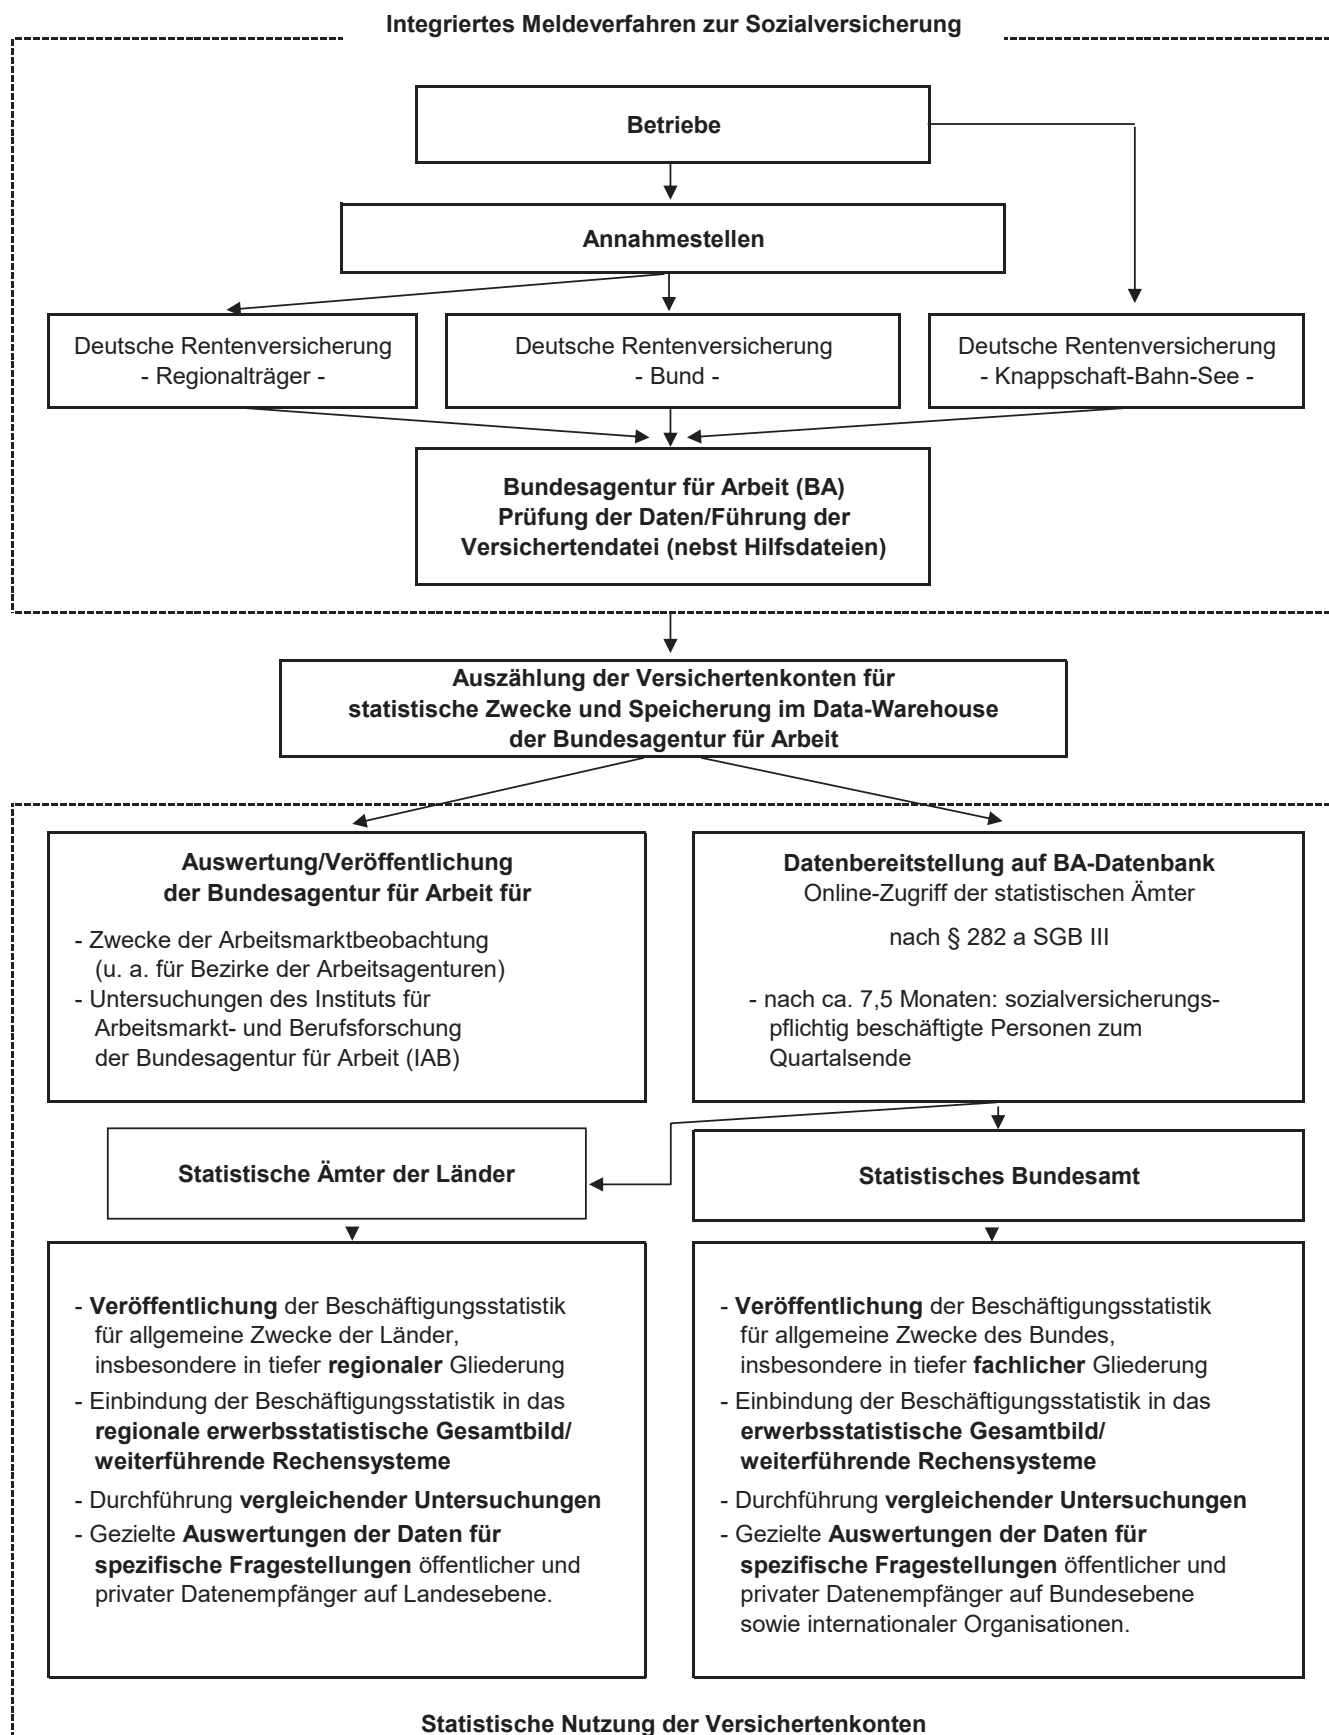 Integriertes Meldeverfahren zur Sozialversicherung
Betriebe
Annahmestellen
Deutsche Rentenversicherung
- Regionalträger -
Deutsche Rentenversicherung
- Bund -
Deutsche Rentenversicherung
- Knappschaft-Bahn-See -
Bundesagentur für Arbeit (BA)
Prüfung der Daten/Führung der
Versichertendatei (nebst Hilfsdateien)
Auszählung der Versichertenkonten für
statistische Zwecke und Speicherung im Data-Warehouse
der Bundesagentur für Arbeit
Auswertung/Veröffentlichung
der Bundesagentur für Arbeit für
- Zwecke der Arbeitsmarktbeobachtung
(u. a. für Bezirke der Arbeitsagenturen)
- Untersuchungen des Instituts für
Arbeitsmarkt- und Berufsforschung
der Bundesagentur für Arbeit (IAB)
Datenbereitstellung auf BA-Datenbank
Online-Zugriff der statistischen Ämter
nach § 282 a SGB III
- nach ca. 7,5 Monaten: sozialversicherungs-
pflichtig beschäftigte Personen zum
Quartalsende
Statistische Ämter der Länder
Statistisches Bundesamt
- Veröffentlichung der Beschäftigungsstatistik
für allgemeine Zwecke der Länder,
insbesondere in tiefer regionaler Gliederung
- Einbindung der Beschäftigungsstatistik in das
regionale erwerbsstatistische Gesamtbild/
weiterführende Rechensysteme
- Durchführung vergleichender Untersuchungen
- Gezielte Auswertungen der Daten für
spezifische Fragestellungen öffentlicher und
privater Datenempfänger auf Landesebene.
- Veröffentlichung der Beschäftigungsstatistik
für allgemeine Zwecke des Bundes,
insbesondere in tiefer fachlicher Gliederung
- Einbindung der Beschäftigungsstatistik in das
erwerbsstatistische Gesamtbild/
weiterführende Rechensysteme
- Durchführung vergleichender Untersuchungen
- Gezielte Auswertungen der Daten für
spezifische Fragestellungen öffentlicher und
privater Datenempfänger auf Bundesebene
sowie internationaler Organisationen.
Statistische Nutzung der Versichertenkonten